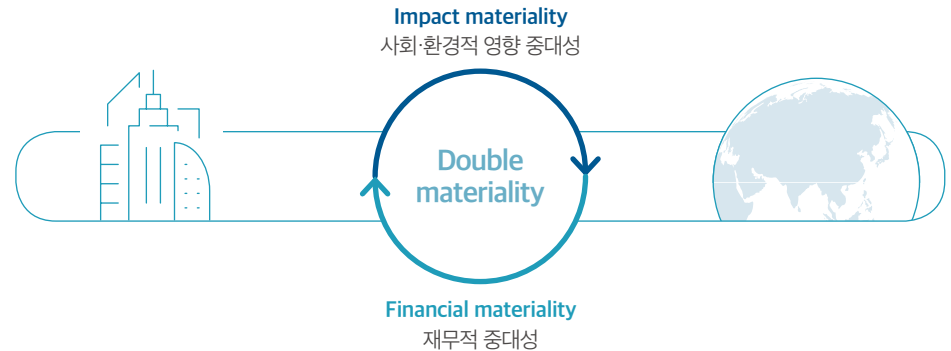 Impact materiality
사회·환경적 영향 중대성
Double
materiality
Financial materiality
재무적 중대성